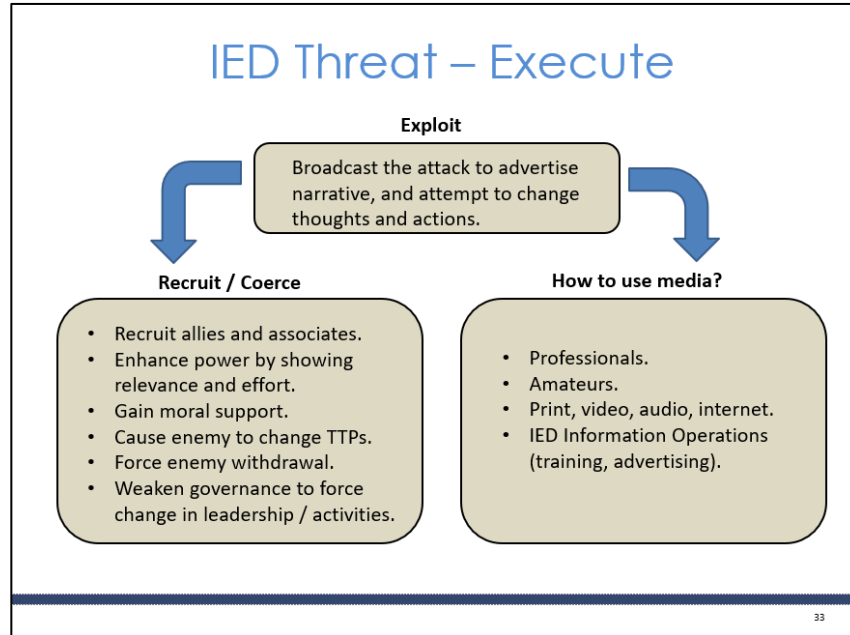 IED Threat – Execute
Exploit
Broadcast the attack to advertise
narrative, and attempt to change
thoughts and actions.
Recruit / Coerce
• Recruit allies and associates.
• Enhance power by showing
relevance and effort.
• Gain moral support.
• Cause enemy to change TTPs.
• Force enemy withdrawal.
• Weaken governance to force
change in leadership / activities.
How to use media?
• Professionals.
• Amateurs.
• Print, video, audio, internet.
• IED Information Operations
(training, advertising).
33